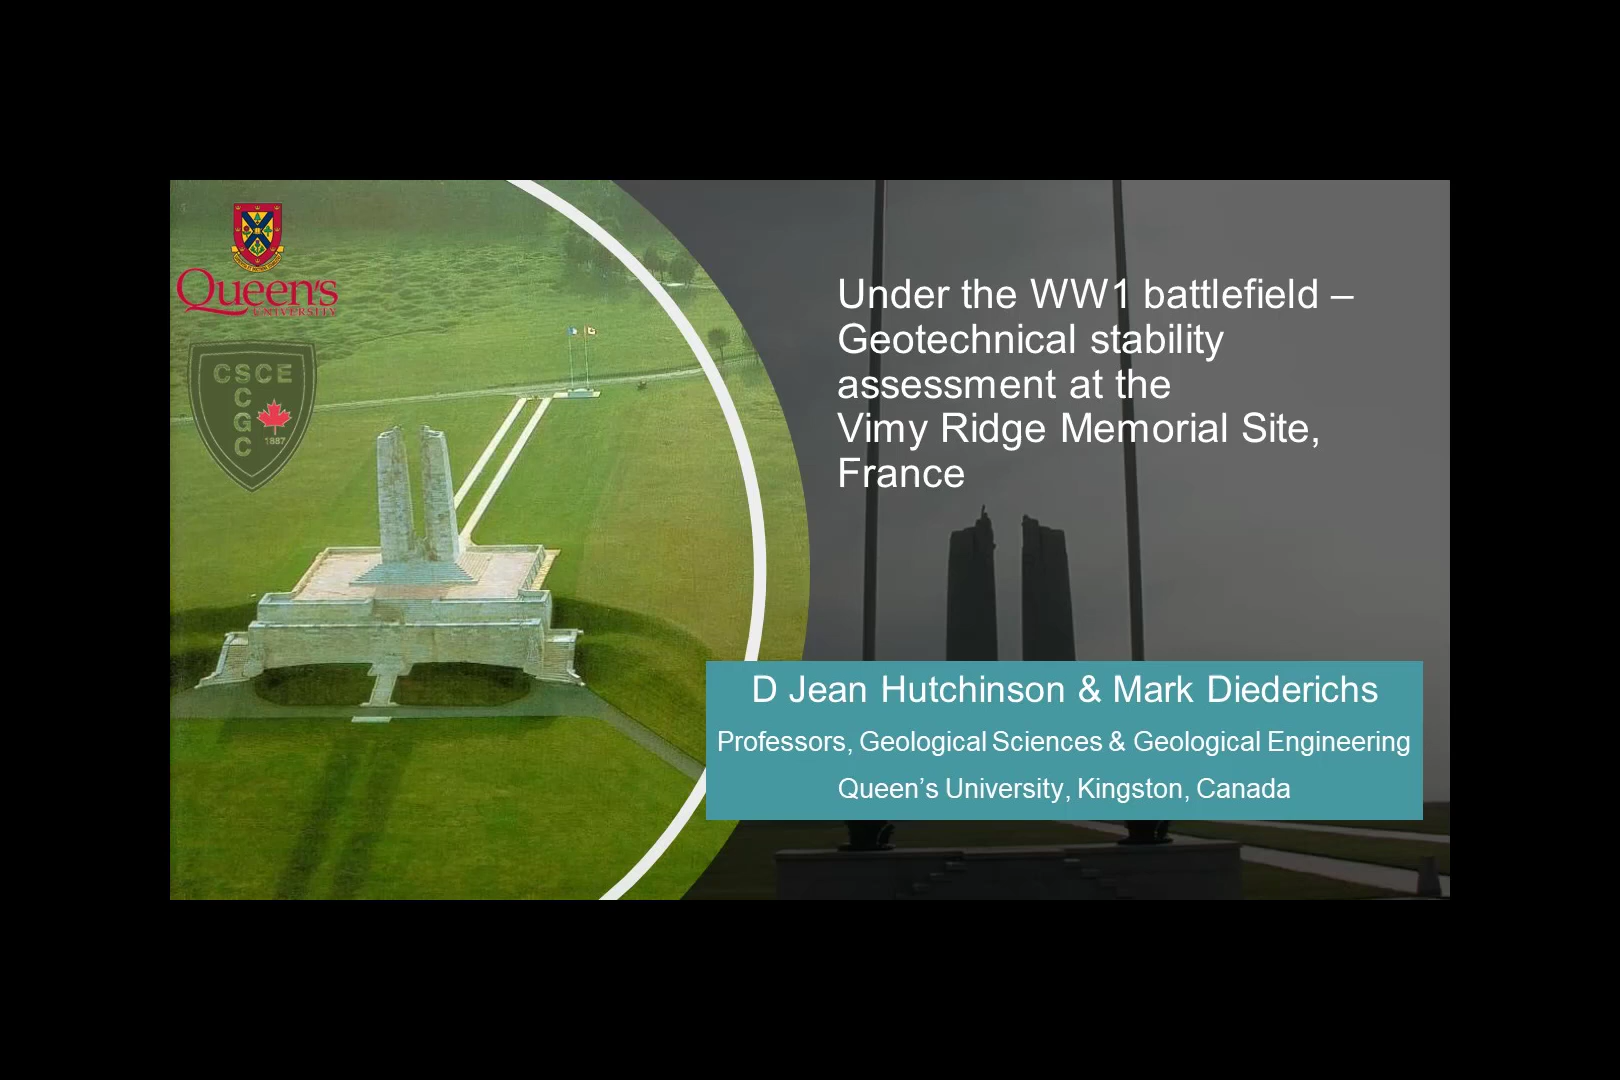 Queen's
UNIVERSITY
CSCE
SCGC
1887
Under the WW1 battlefield –
Geotechnical stability
assessment at the
Vimy Ridge Memorial Site,
France
D Jean Hutchinson & Mark Diederichs
Professors, Geological Sciences & Geological Engineering
Queen’s University, Kingston, Canada